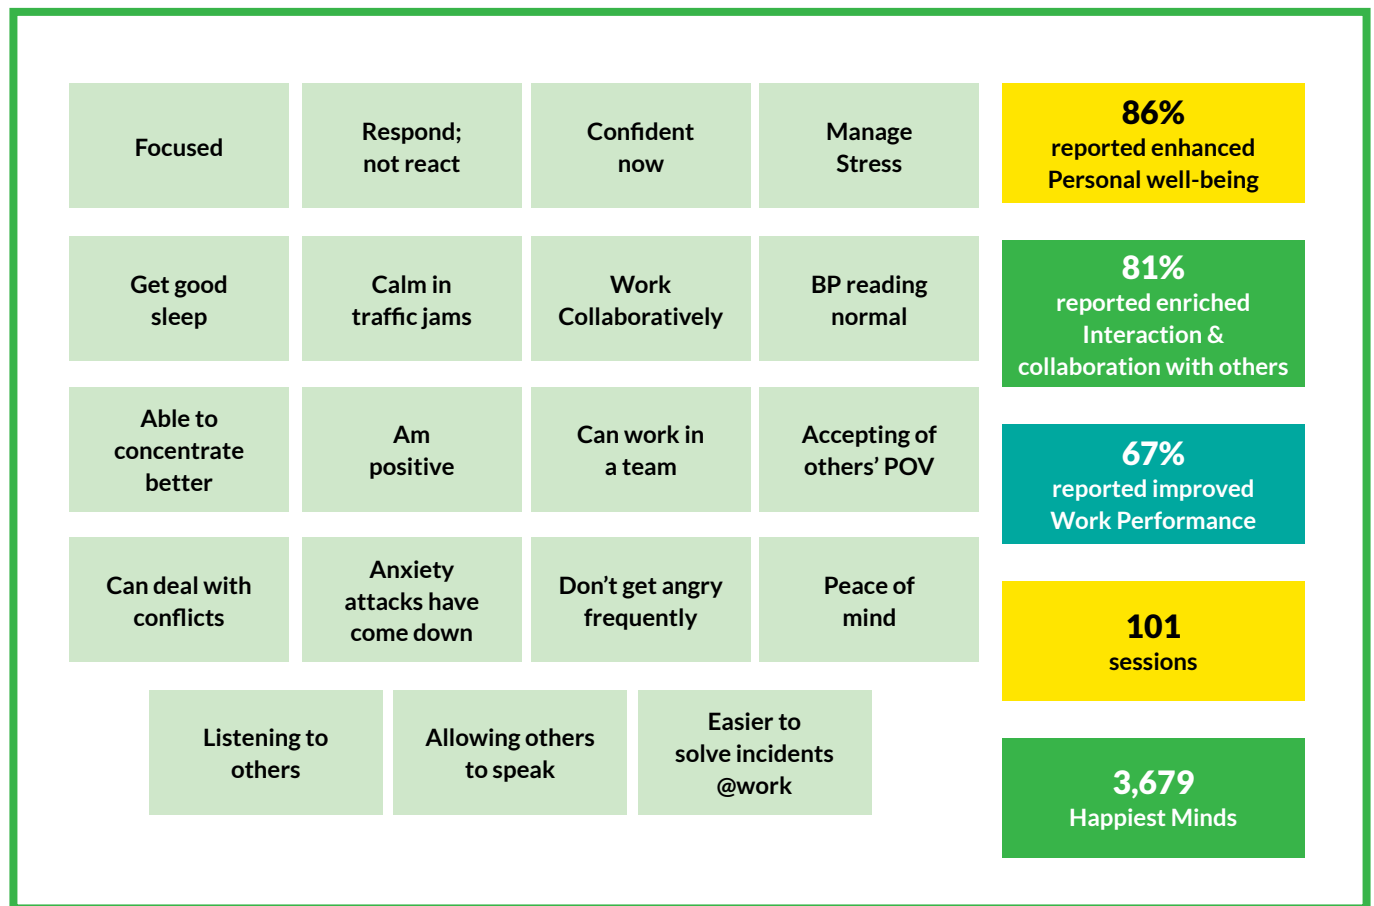 Focused
Respond;
not react
Confident
now
Manage
Stress
86%
reported enhanced
Personal well-being
Get good
sleep
Calm in
traffic jams
Work
Collaboratively
BP reading
normal
81%
reported enriched
Interaction &
collaboration with others
Able to
concentrate
better
Am
positive
Can work in
a team
Accepting of
others’ POV
67%
reported improved
Work Performance
Can deal with
conflicts
Anxiety
attacks have
come down
Don’t get angry
frequently
Peace of
mind
101
sessions
Listening to
others
Allowing others
to speak
Easier to
solve incidents
@work
3,679
Happiest Minds